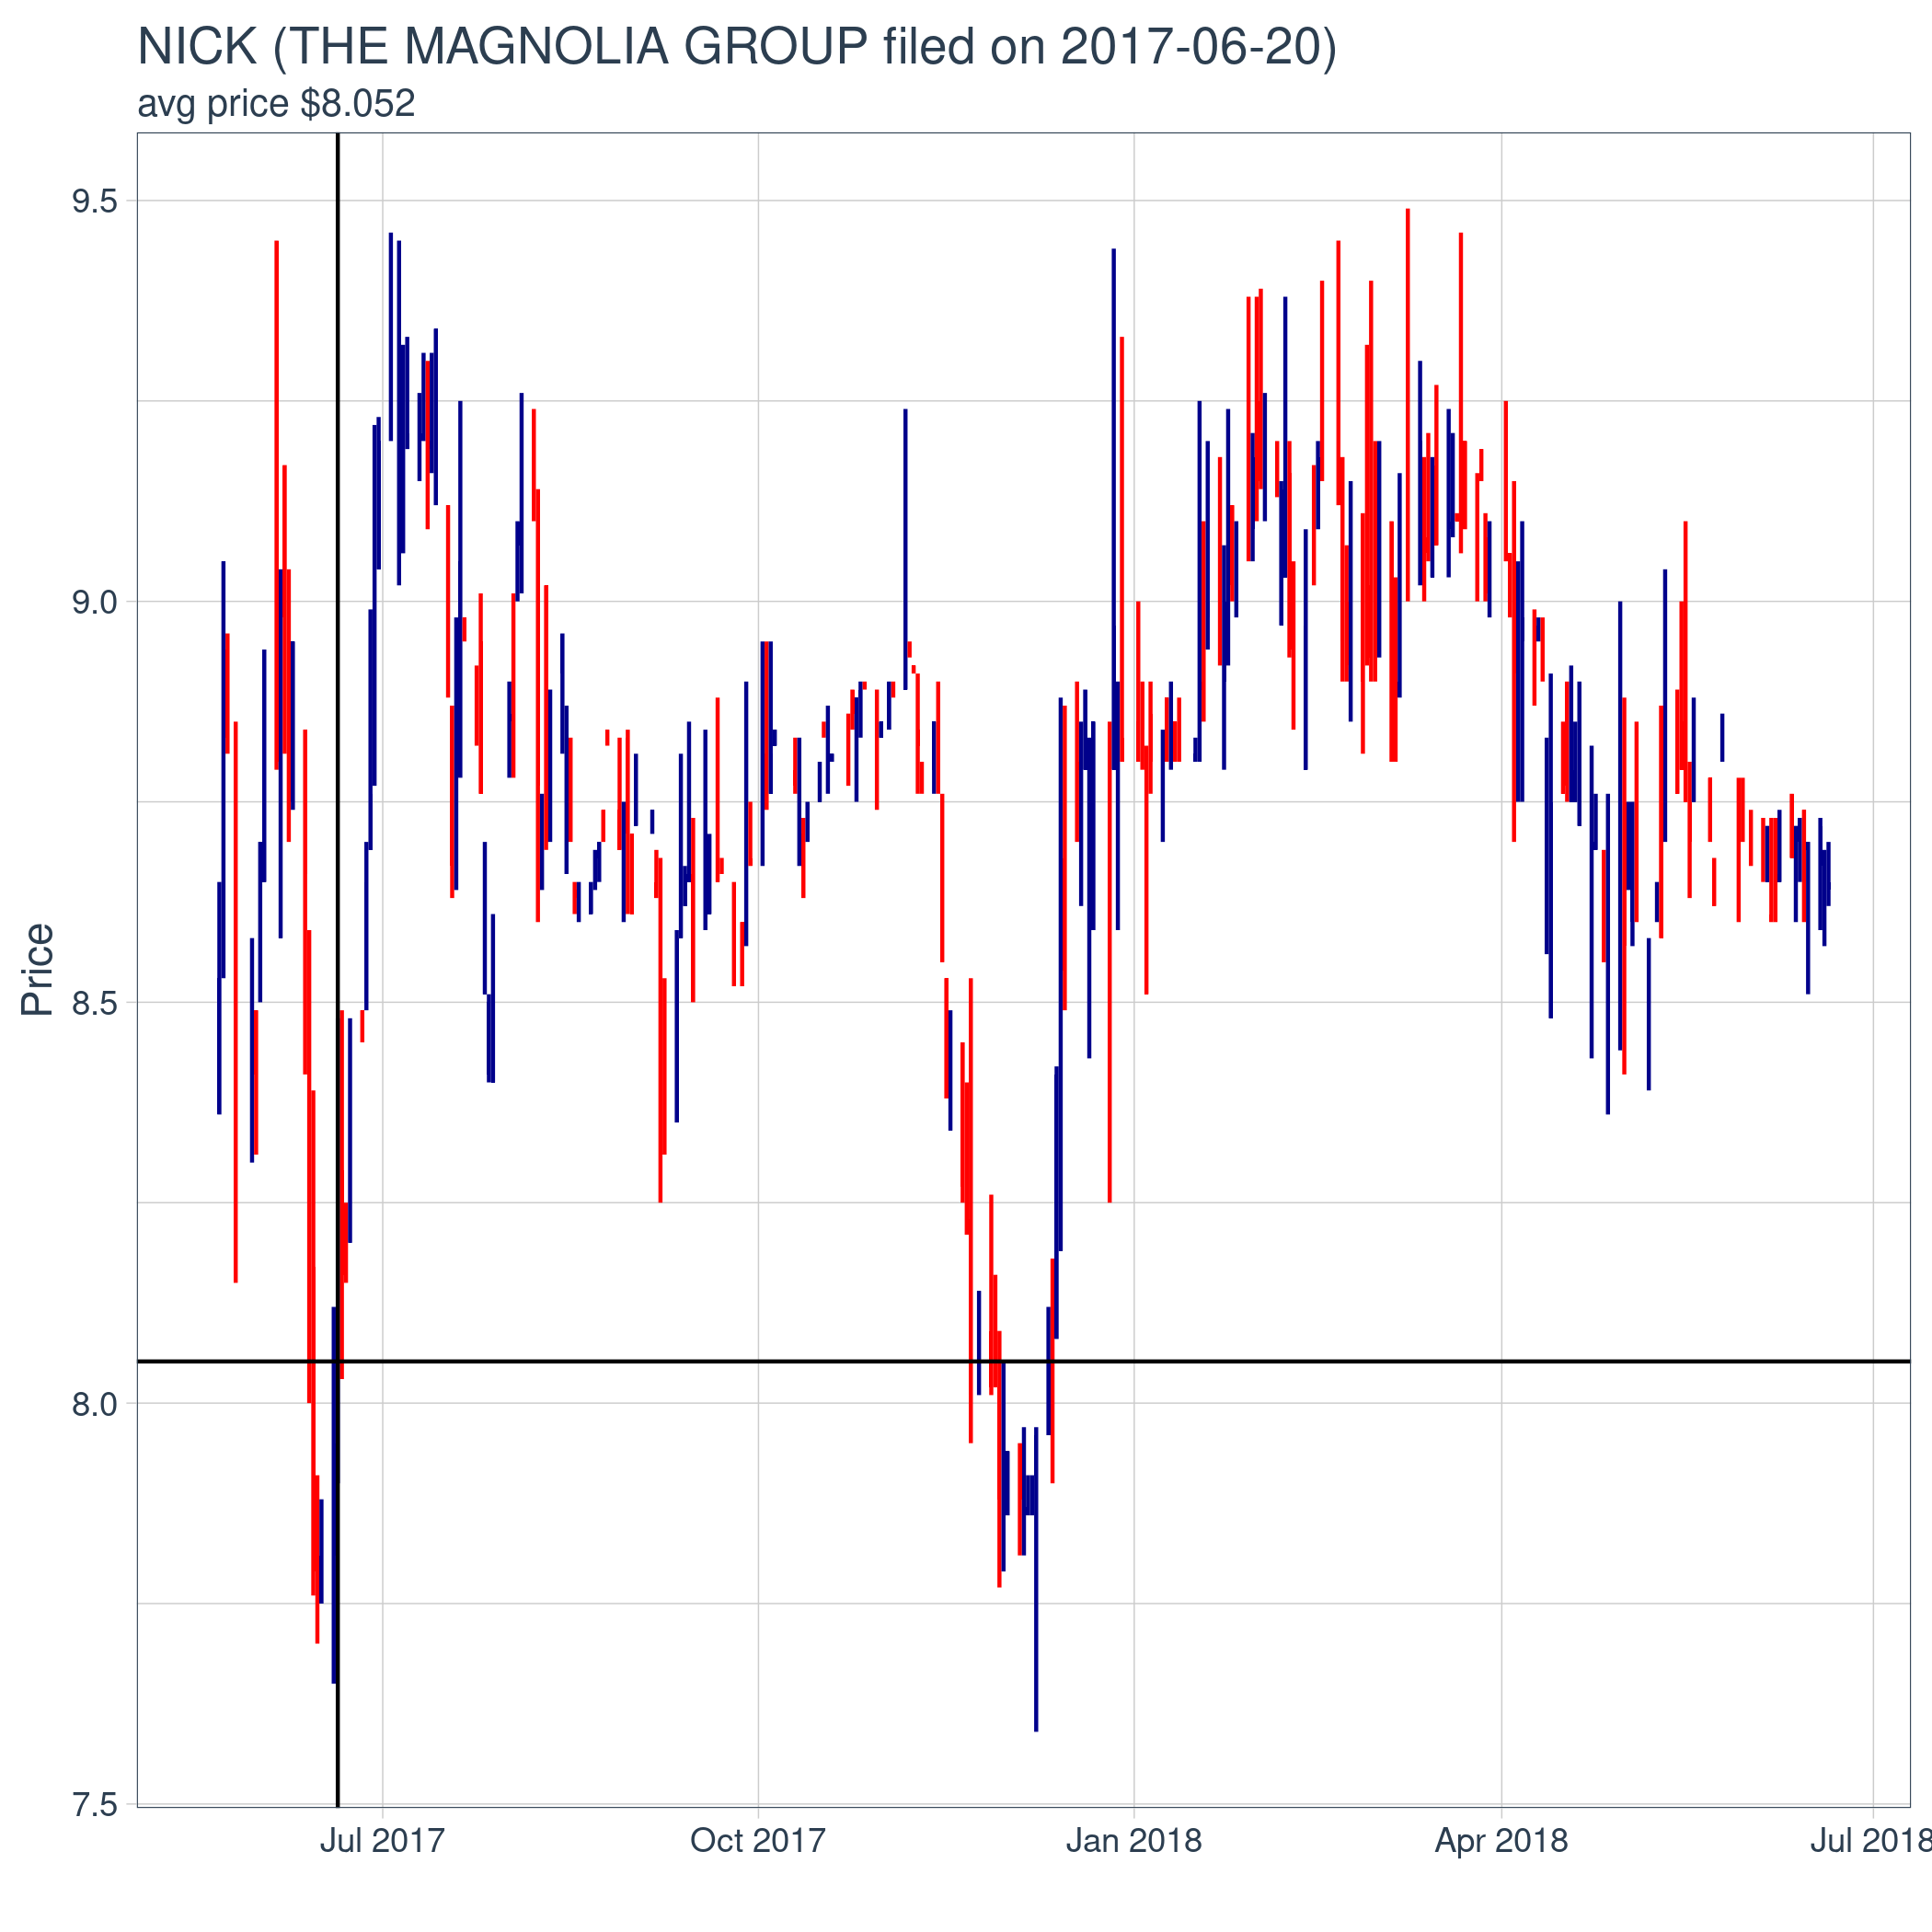 NICK (THE MAGNOLIA GROUP filed on 2017-06-20)
avg price $8.052
9.5
9.0
8.5
8.0
7.5
Price
Jul 2017
Oct 2017
Jan 2018
Apr 2018
Jul 2018